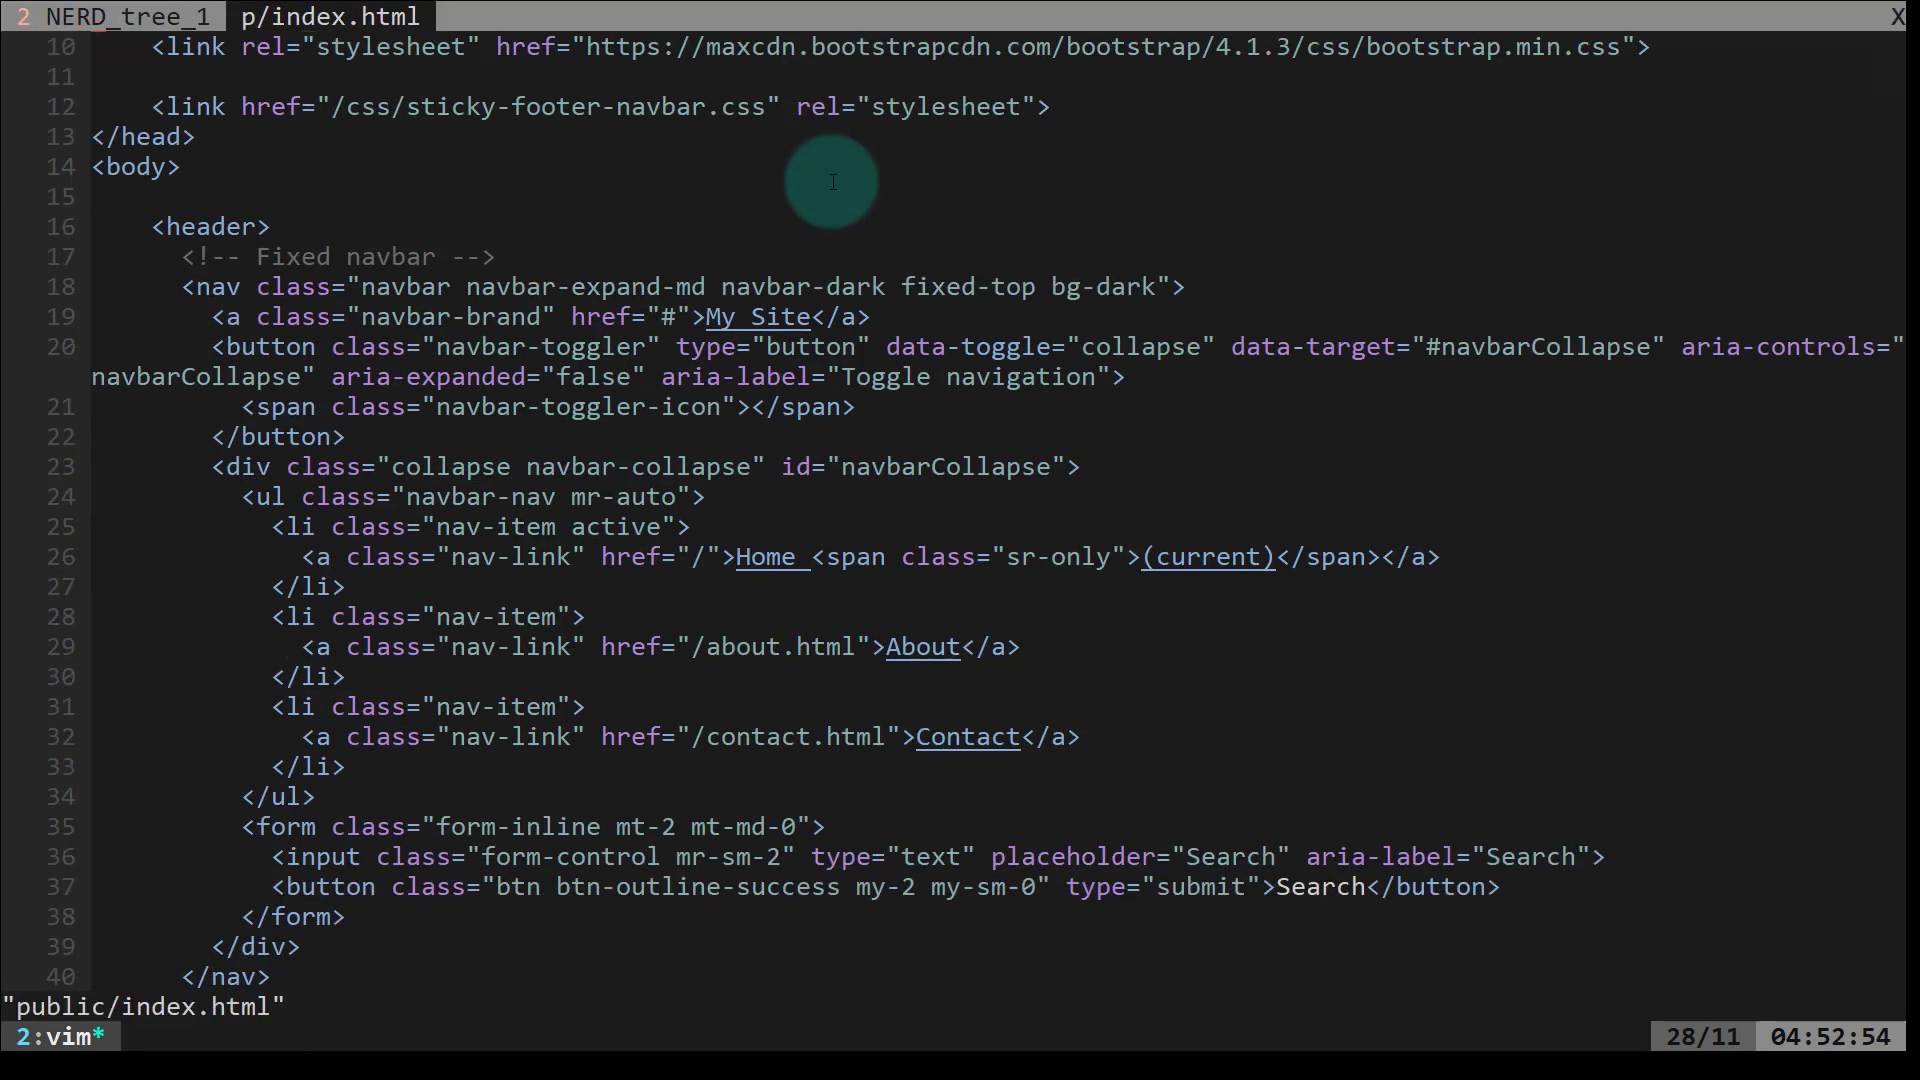 2 NERD_tree_1  p/index.html X
10     <link rel="stylesheet" href="https://maxcdn.bootstrapcdn.com/bootstrap/4.1.3/css/bootstrap.min.css">
11
12     <link href="/css/sticky-footer-navbar.css" rel="stylesheet">
13 </head>
14 <body>
15
16     <header>
17       <!-- Fixed navbar -->
18       <nav class="navbar navbar-expand-md navbar-dark fixed-top bg-dark">
19         <a class="navbar-brand" href="#">My Site</a>
20         <button class="navbar-toggler" type="button" data-toggle="collapse" data-target="#navbarCollapse" aria-controls="
navbarCollapse" aria-expanded="false" aria-label="Toggle navigation">
21           <span class="navbar-toggler-icon"></span>
22         </button>
23         <div class="collapse navbar-collapse" id="navbarCollapse">
24           <ul class="navbar-nav mr-auto">
25             <li class="nav-item active">
26               <a class="nav-link" href="/">Home <span class="sr-only">(current)</span></a>
27             </li>
28             <li class="nav-item">
29               <a class="nav-link" href="/about.html">About</a>
30             </li>
31             <li class="nav-item">
32               <a class="nav-link" href="/contact.html">Contact</a>
33             </li>
34           </ul>
35           <form class="form-inline mt-2 mt-md-0">
36             <input class="form-control mr-sm-2" type="text" placeholder="Search" aria-label="Search">
37             <button class="btn btn-outline-success my-2 my-sm-0" type="submit">Search</button>
38           </form>
39         </div>
40       </nav>
"public/index.html"
2:vim* 28/11 04:52:54